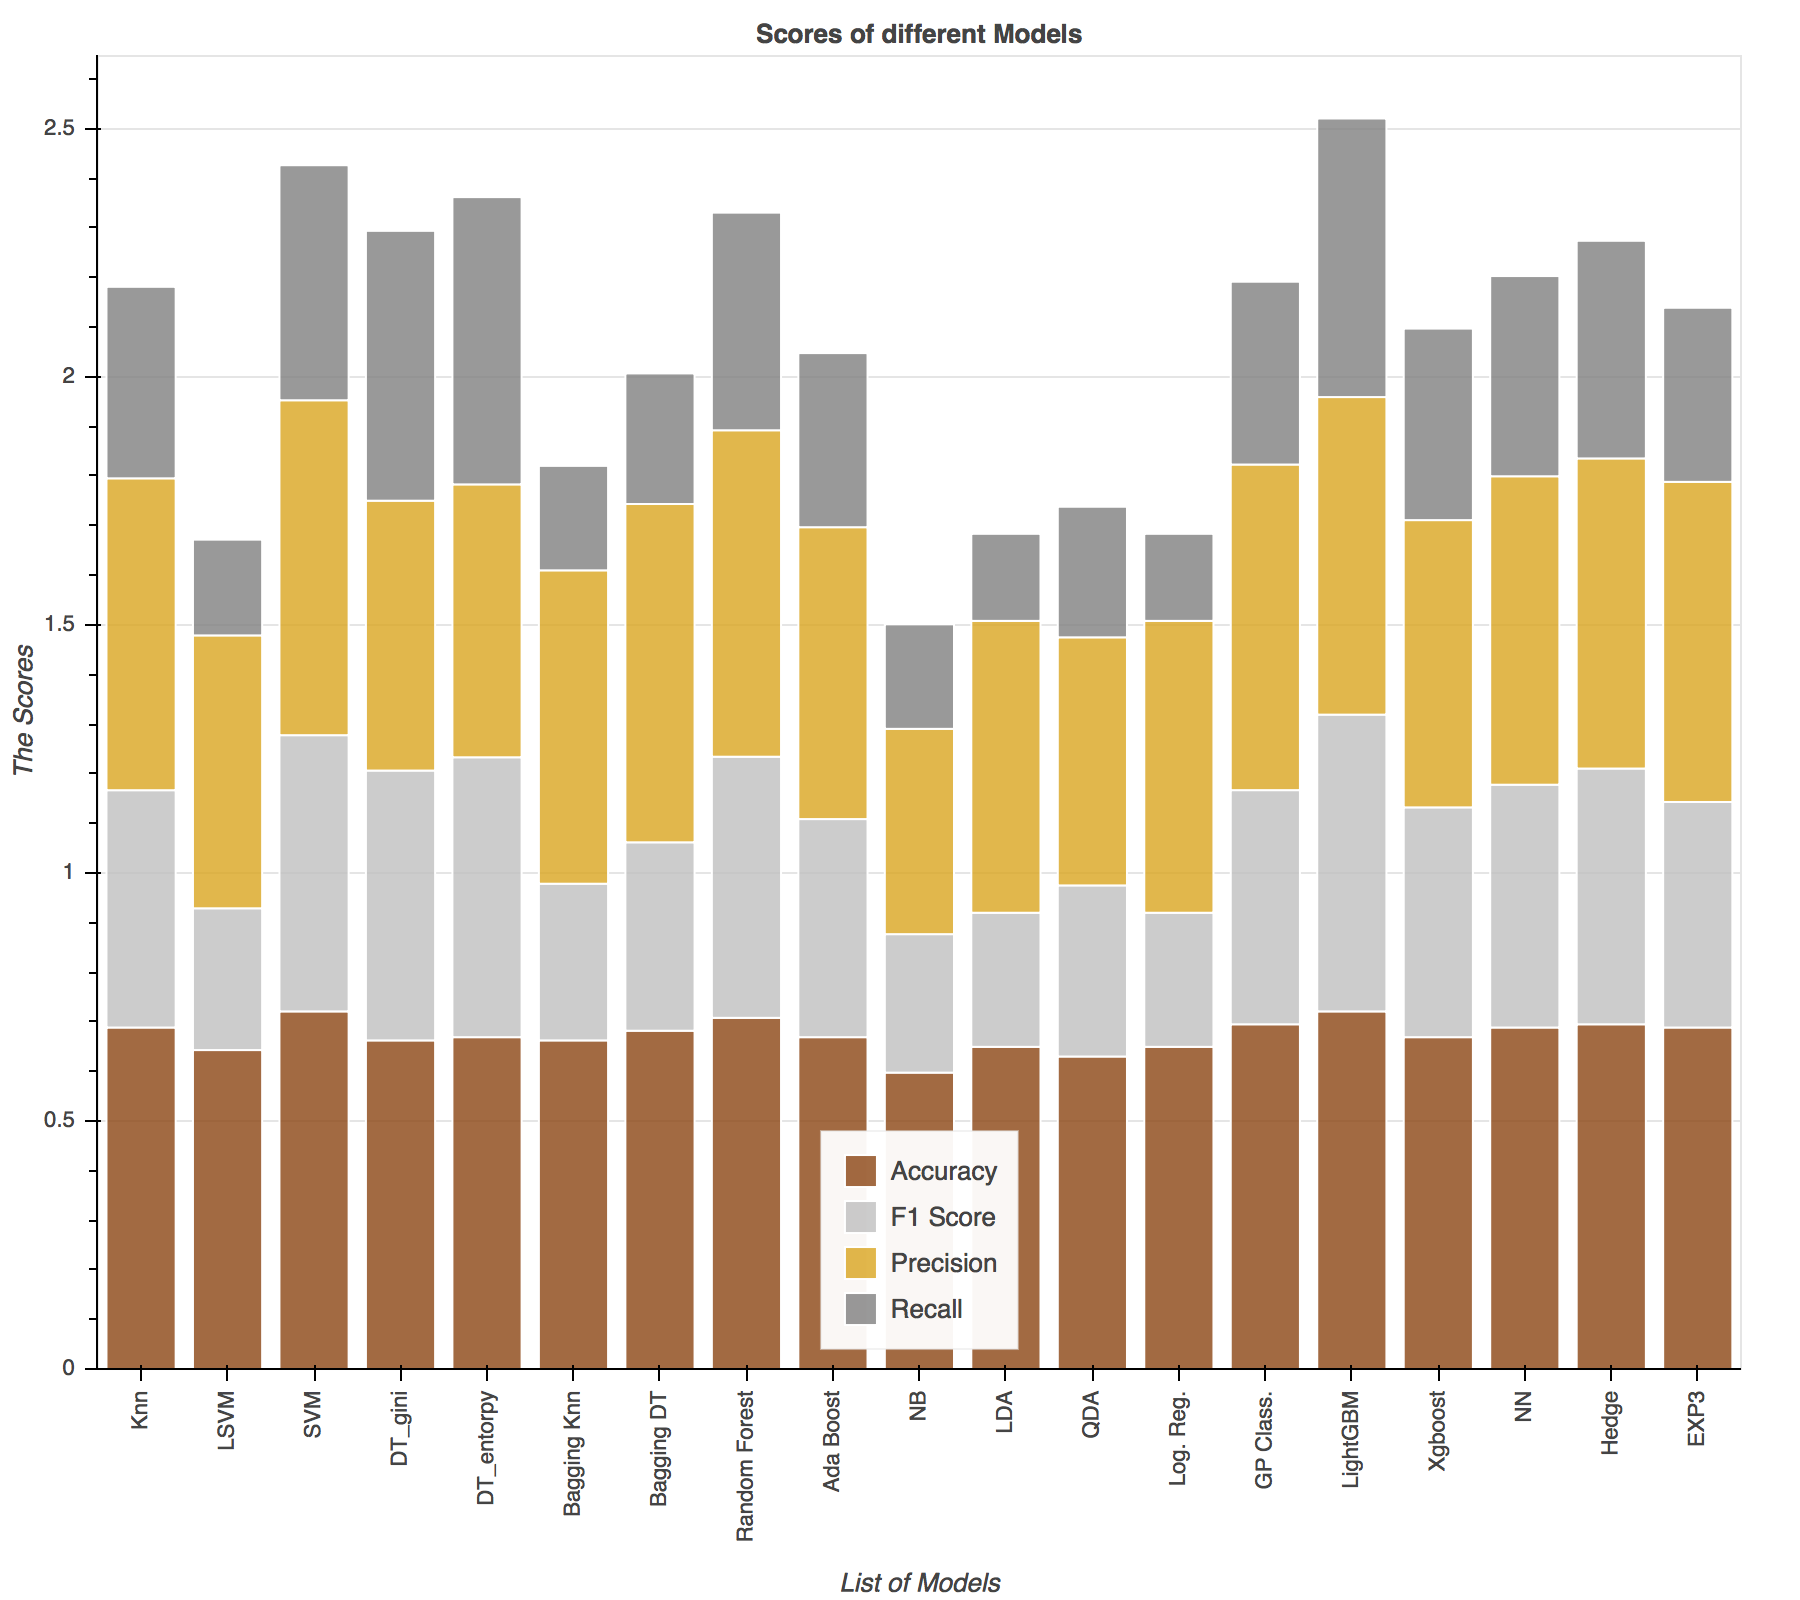 Scores of different Models
2.5
2
1.5
1
0.5
0
The Scores
Accuracy
F1 Score
Precision
Recall
Knn
LSVM
SVM
DT_gini
DT_entorpy
Bagging Knn
Bagging DT
Random Forest
Ada Boost
NB
LDA
QDA
Log. Reg.
GP Class.
LightGBM
Xgboost
NN
Hedge
EXP3
List of Models